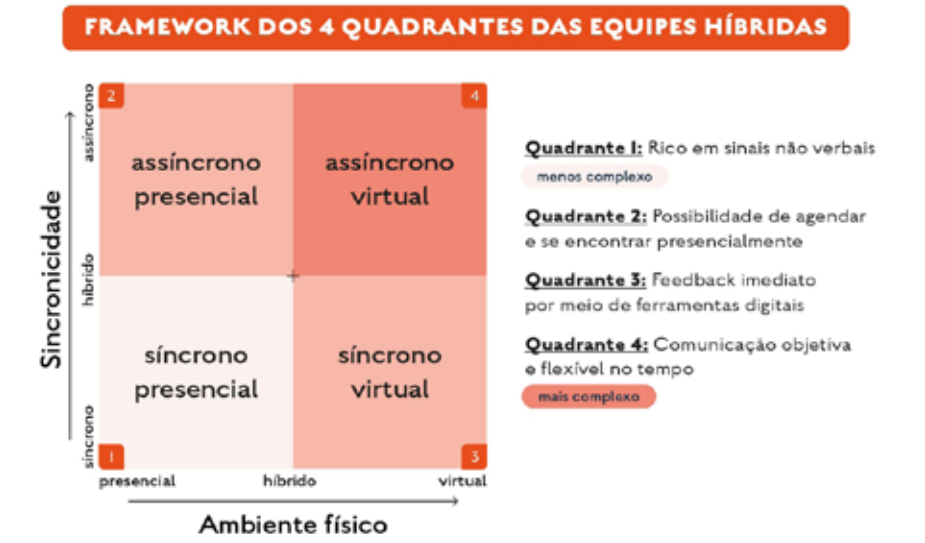 FRAMEWORK DOS 4 QUADRANTES DAS EQUIPES HÍBRIDAS
Sincronicidade
assíncrono
híbrido
síncrono
2
4
assíncrono
presencial
assíncrono
virtual
síncrono
presencial
síncrono
virtual
1
3
presencial
híbrido
virtual
Ambiente físico
Quadrante 1: Rico em sinais não verbais
menos complexo
Quadrante 2: Possibilidade de agendar
e se encontrar presencialmente
Quadrante 3: Feedback imediato
por meio de ferramentas digitais
Quadrante 4: Comunicação objetiva
e flexível no tempo
mais complexo